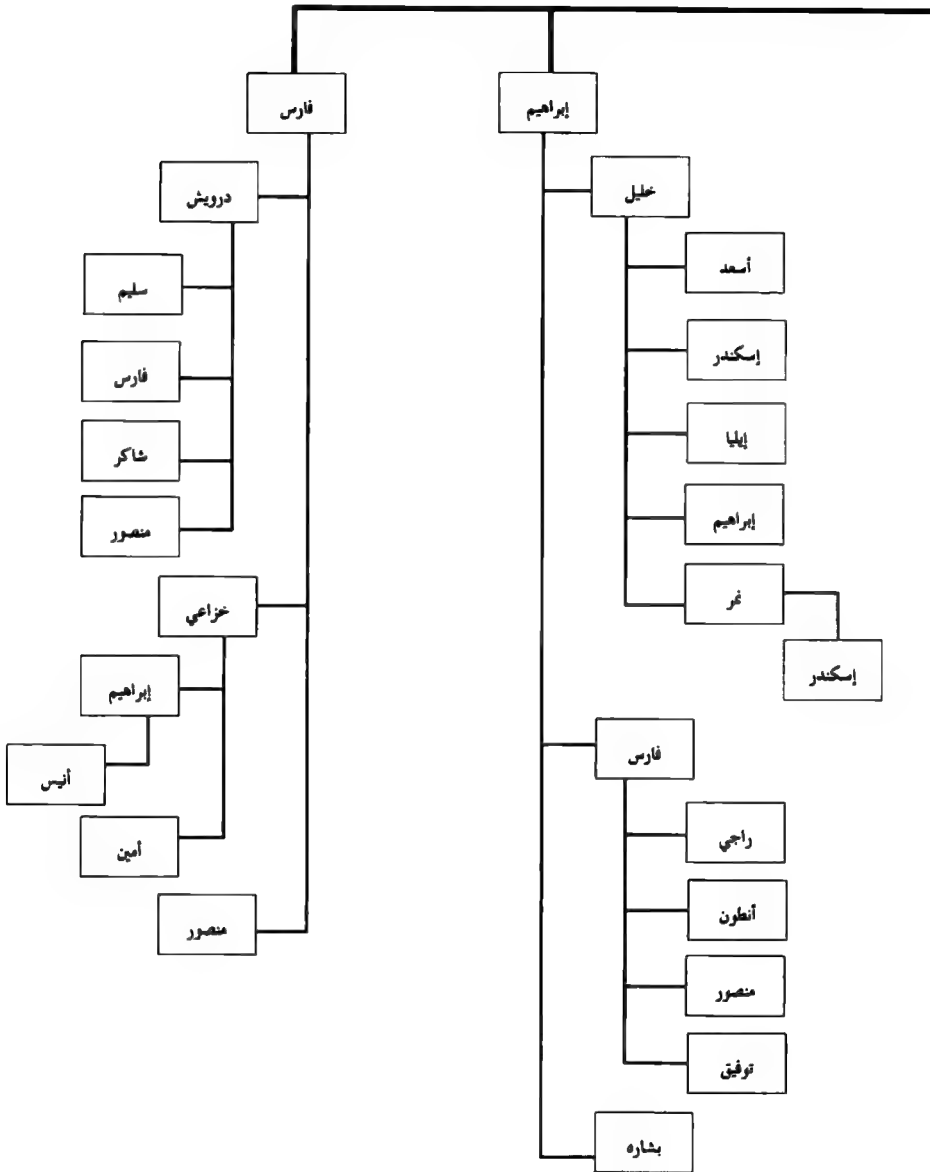 إبراهيم
خليل
أسعد
إسكندر
إيليا
إبراهيم
نمر
إسكندر
فارس
راجي
أنطون
منصور
توفيق
بشاره
فارس
درويش
سليم
فارس
شاكر
منصور
خزاعي
إبراهيم
أنيس
أمين
منصور